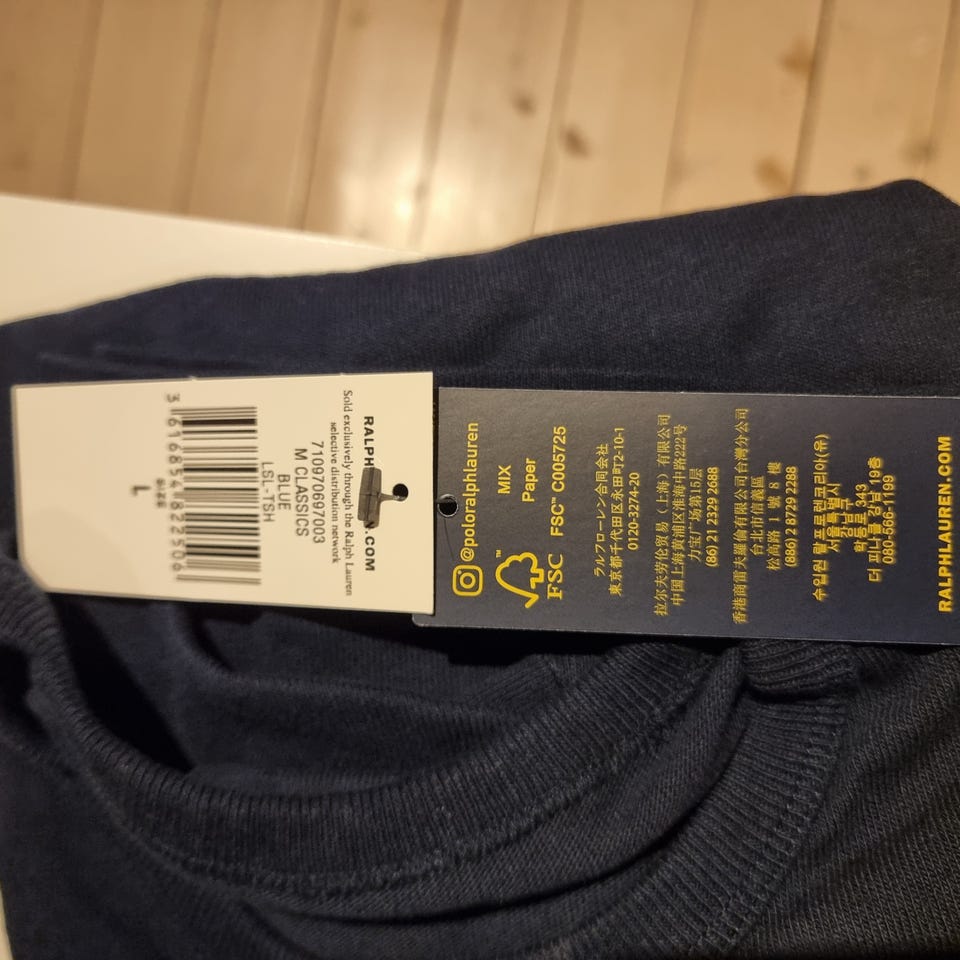 RALPH N.COM
Sold exclusively through the Ralph Lauren
selective distribution network
710970697003
M CLASSICS
BLUE
LSL-TSH
3 616854 822506
SIZE
L
@poloralphlauren
FSC™
MIX
Paper
FSC™ C005725
ラルフローレン合同会社
東京都千代田区永田町2-10-1
0120-3274-20
拉尔夫劳伦贸易（上海）有限公司
中国上海黄浦区淮海中路222号
力宝广场第15层
(86)21 2329 2688
香港商雷夫羅倫有限公司台灣分公司
台北市信義區
松高路 1 號 8 樓
(886) 2 8729 2288
수입원 랄프로렌코리아(유)
서울특별시
강남구
학동로 343
더 피나클 강남 18층
080-566-1199
RALPHLAUREN.COM